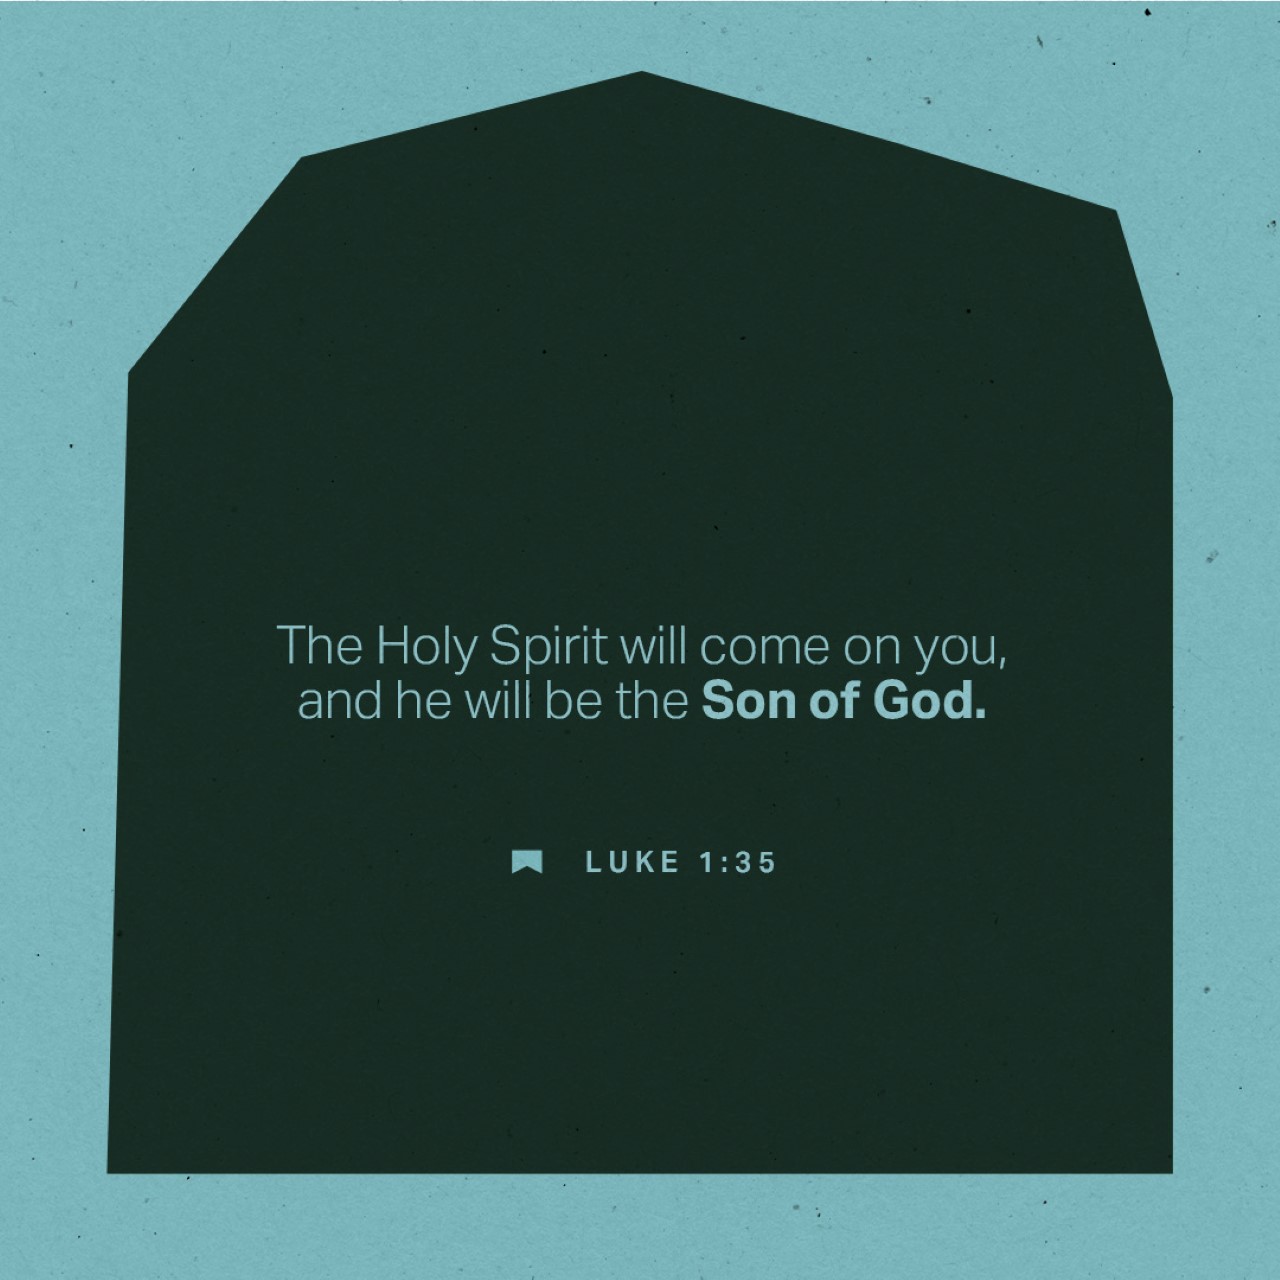 The Holy Spirit will come on you,
and he will be the Son of God.
LUKE 1:35